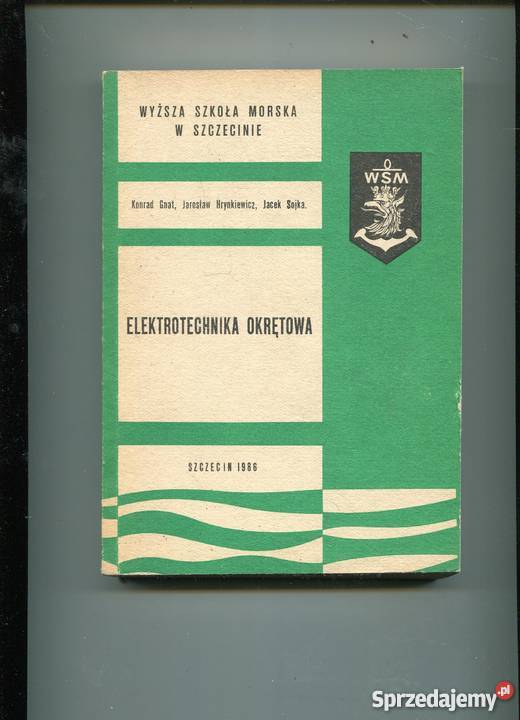 WYŻSZA SZKOŁA MORSKA
W SZCZECINIE
WSM
Konrad Gnat, Jarosław Hrynkiewicz, Jacek Sojka.
ELEKTROTECHNIKA OKRĘTOWA
SZCZECIN 1986
Sprzedajemy.pl